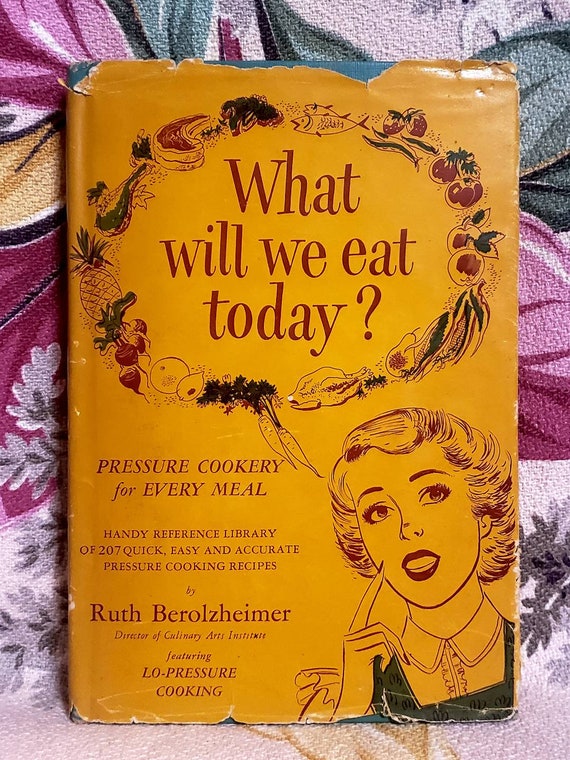 What
will we eat
today?
PRESSURE COOKERY
for EVERY MEAL
HANDY REFERENCE LIBRARY
OF 207 QUICK, EASY AND ACCURATE
PRESSURE COOKING RECIPES
by
Ruth Berolzheimer
Director of Culinary Arts Institute
featuring
LO-PRESSURE
COOKING